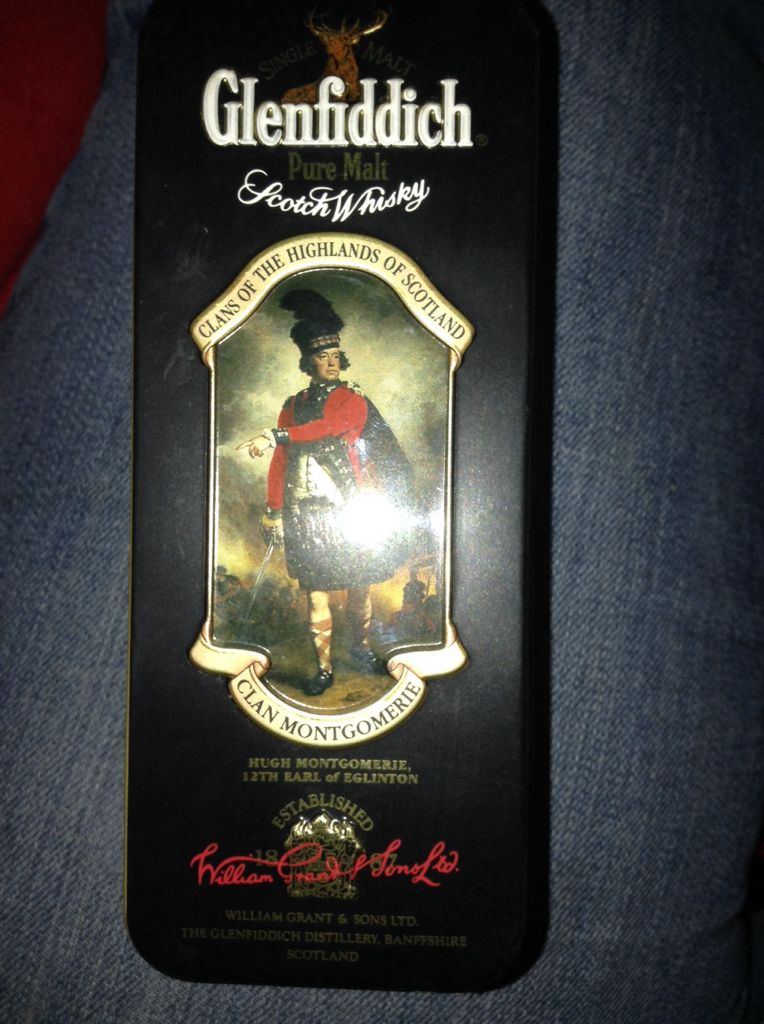 SINGLE MALT
Glenfiddich®
Pure Malt
Scotch Whisky
CLANS OF THE HIGHLANDS OF SCOTLAND
CLAN MONTGOMERIE
HUGH MONTGOMERIE,
12TH EARL of EGLINTON
ESTABLISHED
1887
William Grant & Sons Ltd.
WILLIAM GRANT & SONS LTD.
THE GLENFIDDICH DISTILLERY, BANFFSHIRE
SCOTLAND